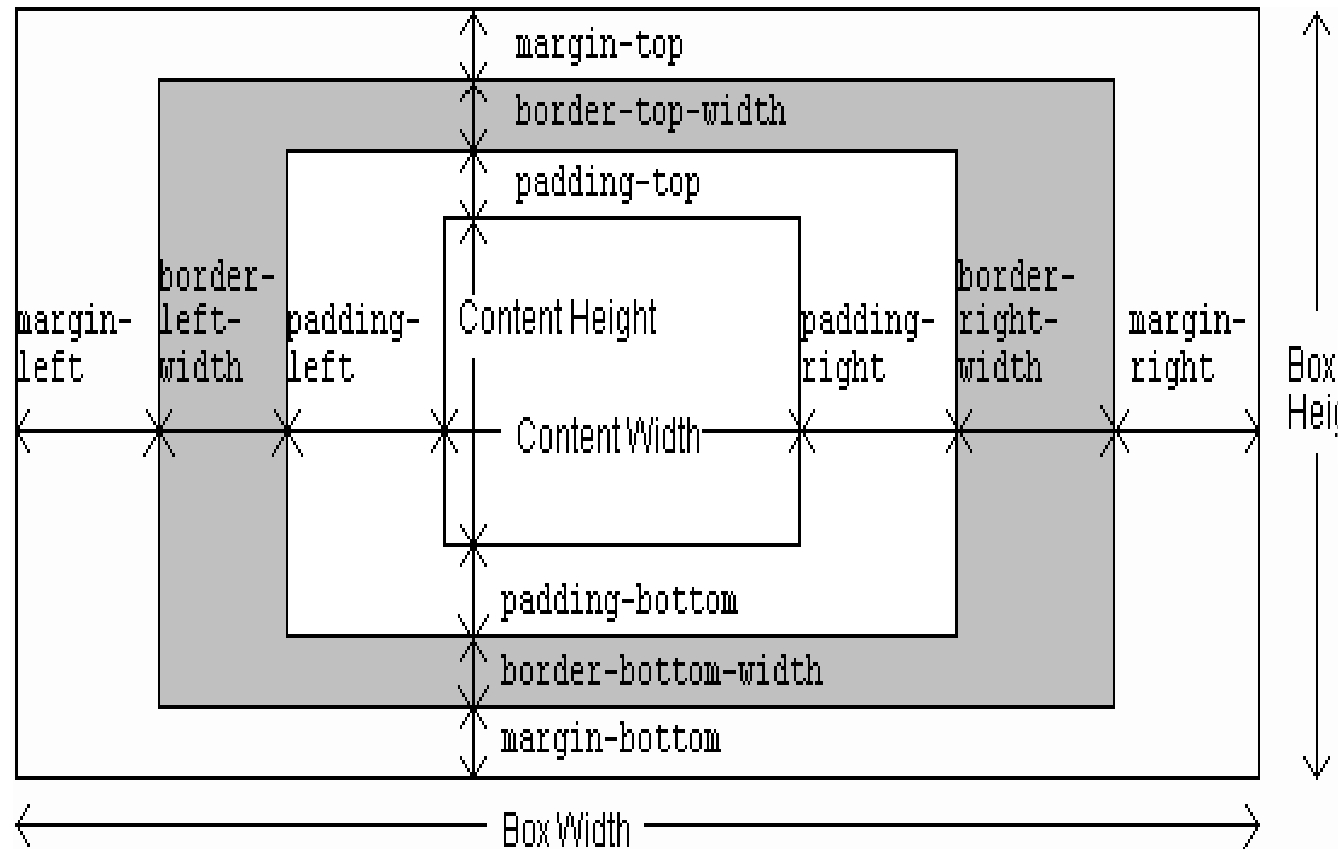 margin-top
border-top-width
padding-top
margin-
left
border-
left-
width
padding-
left
Content Height
Content Width
padding-
right
border-
right-
width
margin-
right
Box
padding-bottom
border-bottom-width
margin-bottom
Box Width